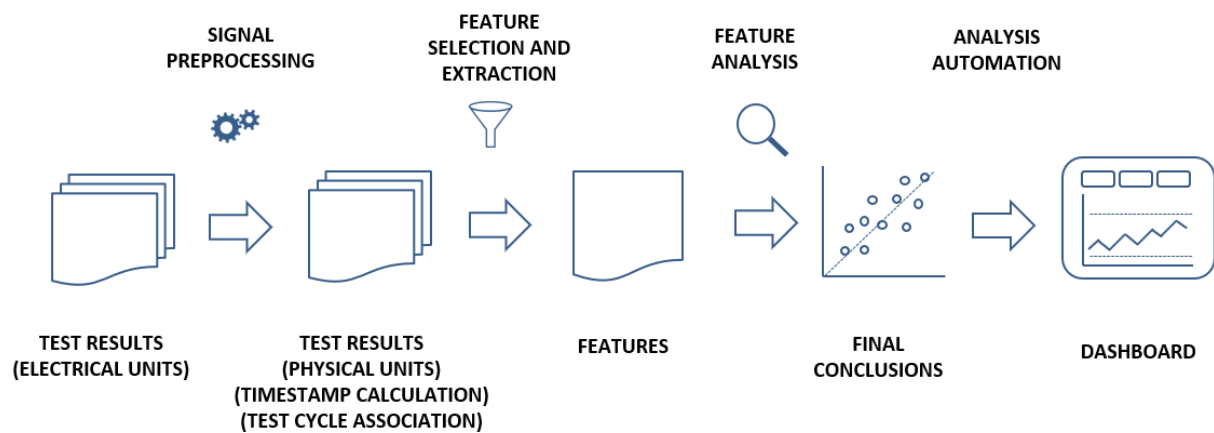 SIGNAL
PREPROCESSING
FEATURE
SELECTION AND
EXTRACTION
FEATURE
ANALYSIS
ANALYSIS
AUTOMATION
TEST RESULTS
(ELECTRICAL UNITS)
TEST RESULTS
(PHYSICAL UNITS)
(TIMESTAMP CALCULATION)
(TEST CYCLE ASSOCIATION)
FEATURES
FINAL
CONCLUSIONS
DASHBOARD